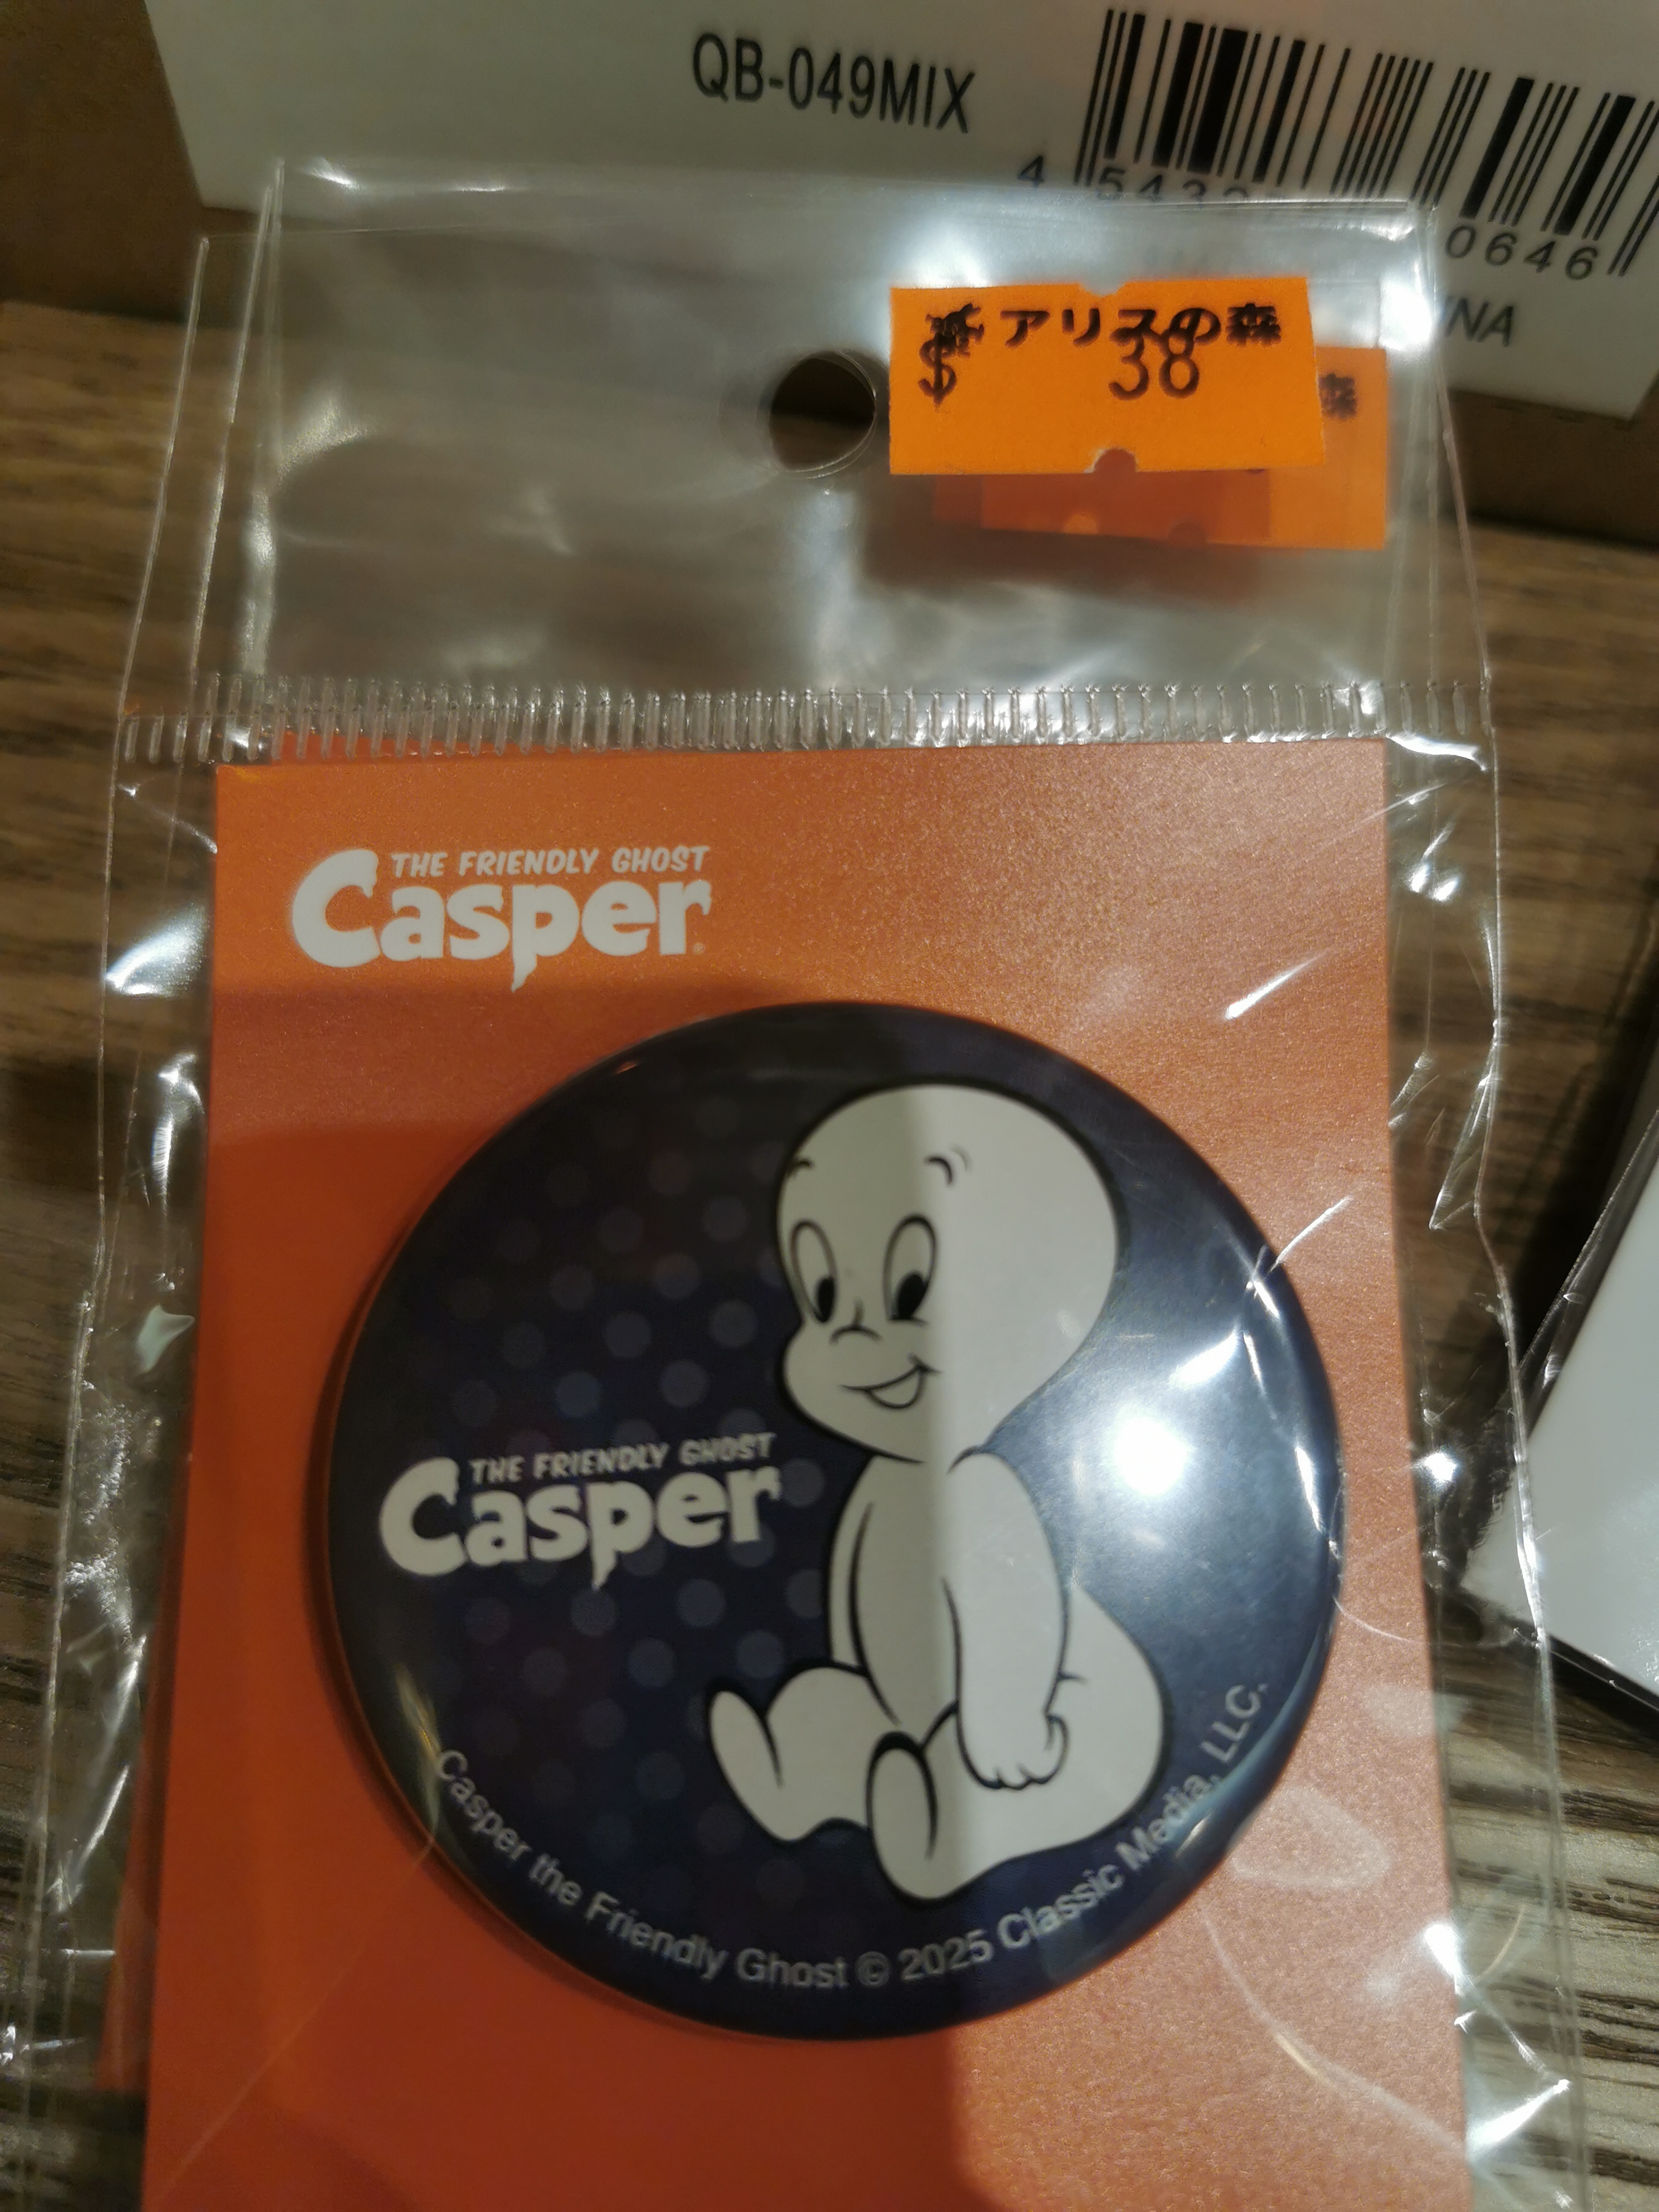 QB-049MIX
0646
アリスの森
$ 38
森
THE FRIENDLY GHOST
Casper
THE FRIENDLY GHOST
Casper
Casper the Friendly Ghost © 2025 Classic Media, LLC.